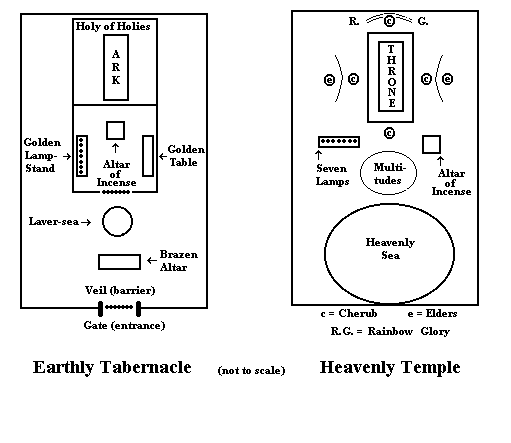 Holy of Holies
A
R
K
Golden
Lamp-
Stand
Altar
of
Incense
Golden
Table
Laver-sea
Brazen
Altar
Veil (barrier)
Gate (entrance)
Earthly Tabernacle
(not to scale)
R. c G.
T
H
R
O
N
E
e c c e
c
Seven
Lamps
Multi-
tudes
Altar
of
Incense
Heavenly
Sea
c = Cherub e = Elders
R.G. = Rainbow Glory
Heavenly Temple